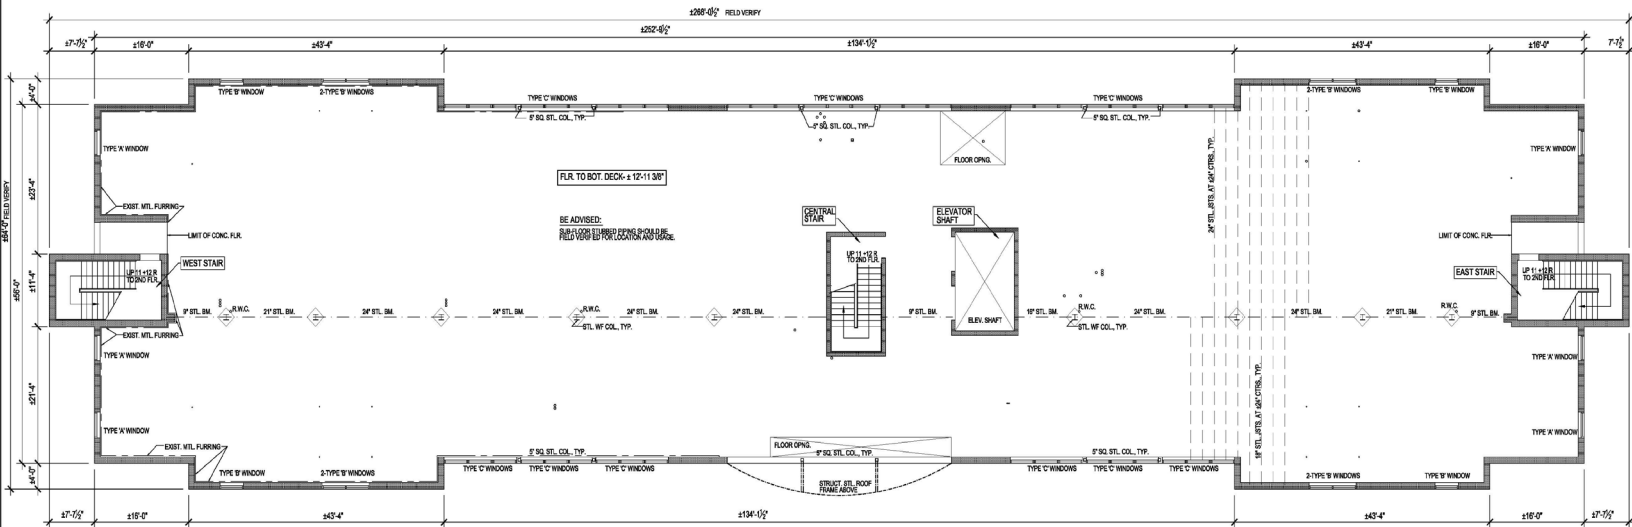 ±268'-0½" FIELD VERIFY
±252'-9½"
±7'-7½" ±16'-0" ±43'-4" ±134'-1½" ±43'-4" ±16'-0" 7'-7½"
±4'-0"
TYPE 'B' WINDOW 2-TYPE 'B' WINDOWS TYPE 'C' WINDOWS TYPE 'C' WINDOWS TYPE 'C' WINDOWS 2-TYPE 'B' WINDOWS TYPE 'B' WINDOW
5" SQ. STL. COL., TYP. 5" SQ. STL. COL., TYP. 5" SQ. STL. COL., TYP.
TYPE 'A' WINDOW TYPE 'A' WINDOW
FLOOR OPNG.
FLR. TO BOT. DECK- ± 12'-11 3/8"
24" STL. JSTS. AT ±24" CTRS., TYP.
±23'-4"
±64'-0" FIELD VERIFY
EXIST. MTL. FURRING
CENTRAL STAIR
ELEVATOR SHAFT
BE ADVISED:
SUB-FLOOR STUBBED PIPING SHOULD BE
FIELD VERIFIED FOR LOCATION AND USAGE.
LIMIT OF CONC. FLR. LIMIT OF CONC. FLR.
WEST STAIR
EAST STAIR
UP 11 +12 R
TO 2ND FLR.
UP 11 +12 R
TO 2ND FLR.
UP 11 +12 R
TO 2ND FLR.
±56'-0"
±11'-4"
R.W.C. R.W.C. R.W.C. R.W.C.
9" STL. BM. 21" STL. BM. 24" STL. BM. 24" STL. BM. 24" STL. BM. 24" STL. BM. 9" STL. BM. 16" STL. BM. 24" STL. BM. 24" STL. BM. 21" STL. BM. 9" STL. BM.
ELEV. SHAFT
STL. WF COL., TYP. STL. WF COL., TYP.
EXIST. MTL. FURRING
TYPE 'A' WINDOW TYPE 'A' WINDOW
±21'-4"
18" STL. JSTS. AT ±24" CTRS., TYP.
TYPE 'A' WINDOW TYPE 'A' WINDOW
EXIST. MTL. FURRING
FLOOR OPNG.
5" SQ. STL. COL., TYP. 5" SQ. STL. COL., TYP. 5" SQ. STL. COL., TYP.
±4'-0"
TYPE 'B' WINDOW 2-TYPE 'B' WINDOWS TYPE 'C' WINDOWS TYPE 'C' WINDOWS TYPE 'C' WINDOWS TYPE 'C' WINDOWS TYPE 'C' WINDOWS TYPE 'C' WINDOWS 2-TYPE 'B' WINDOWS TYPE 'B' WINDOW
STRUCT. STL. ROOF
FRAME ABOVE
±7'-7½" ±16'-0" ±43'-4" ±134'-1½" ±43'-4" ±16'-0" ±7'-7½"